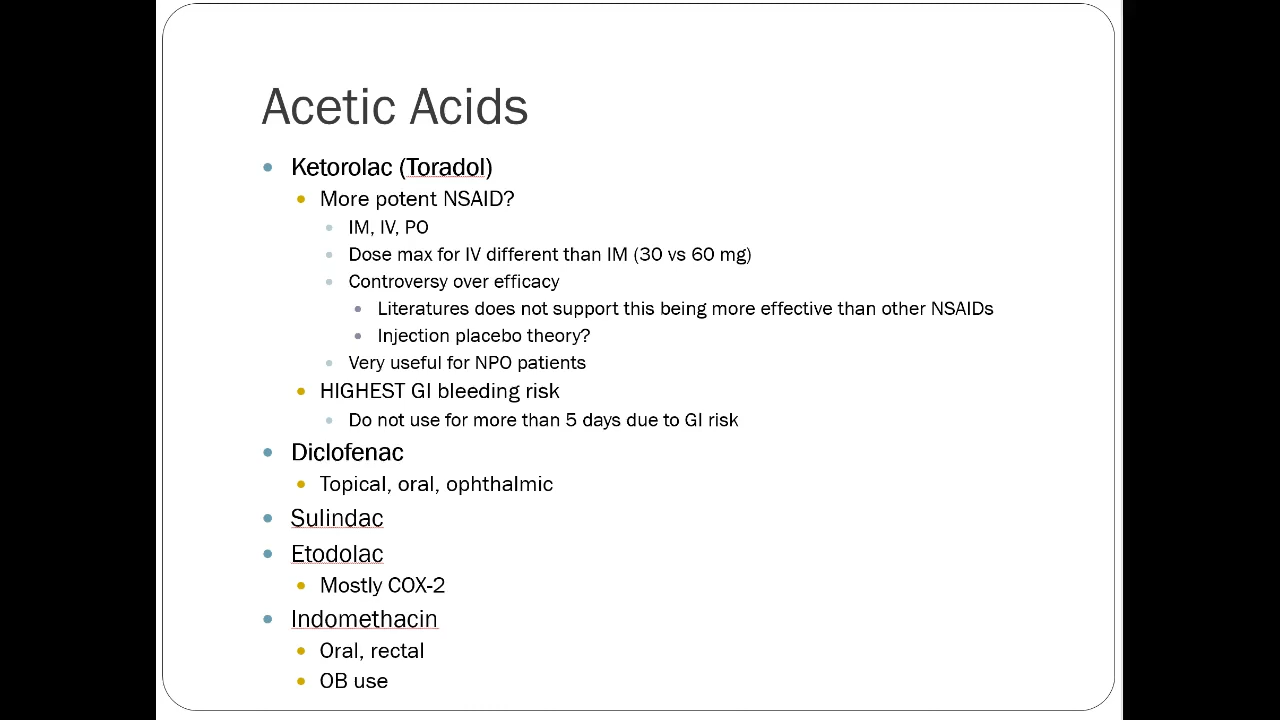 Acetic Acids
Ketorolac (Toradol)
More potent NSAID?
IM, IV, PO
Dose max for IV different than IM (30 vs 60 mg)
Controversy over efficacy
Literatures does not support this being more effective than other NSAIDs
Injection placebo theory?
Very useful for NPO patients
HIGHEST GI bleeding risk
Do not use for more than 5 days due to GI risk
Diclofenac
Topical, oral, ophthalmic
Sulindac
Etodolac
Mostly COX-2
Indomethacin
Oral, rectal
OB use